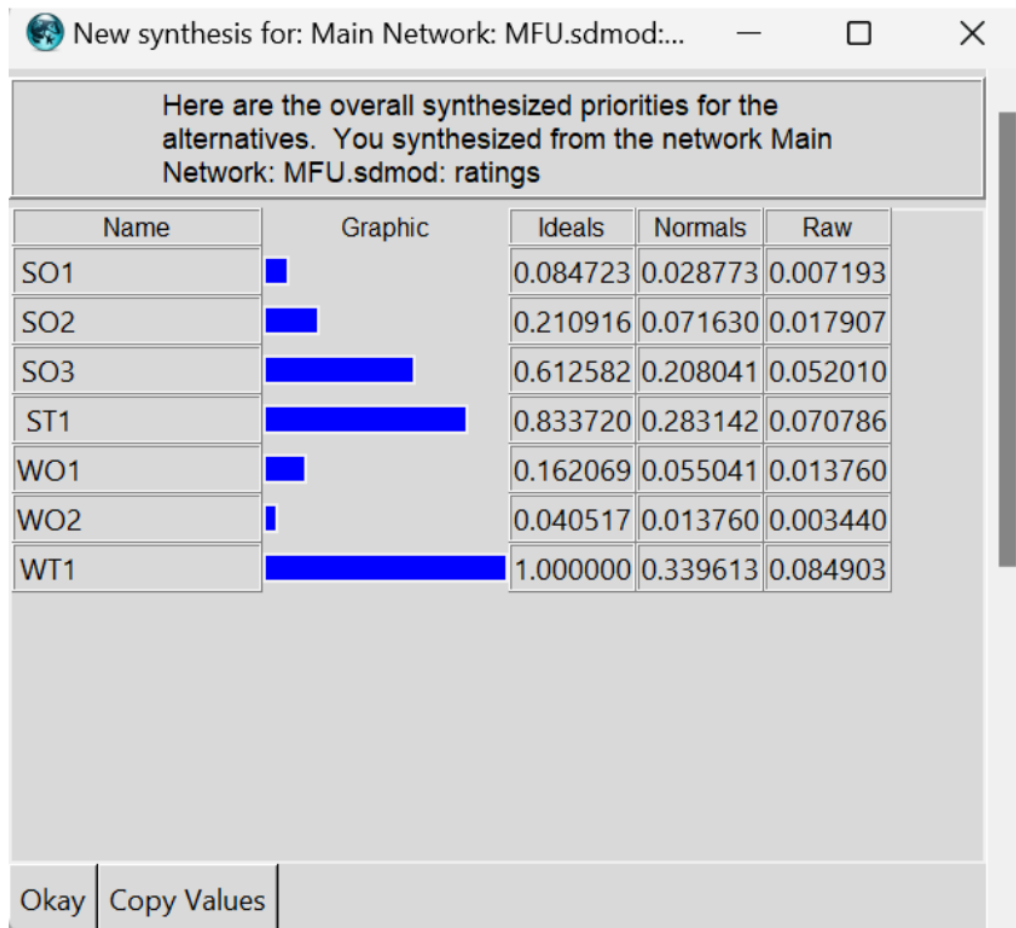 New synthesis for: Main Network: MFU.sdmod:...
Here are the overall synthesized priorities for the
alternatives. You synthesized from the network Main
Network: MFU.sdmod: ratings
Name Graphic Ideals Normals Raw
SO1 0.084723 0.028773 0.007193
SO2 0.210916 0.071630 0.017907
SO3 0.612582 0.208041 0.052010
ST1 0.833720 0.283142 0.070786
WO1 0.162069 0.055041 0.013760
WO2 0.040517 0.013760 0.003440
WT1 1.000000 0.339613 0.084903
Okay Copy Values